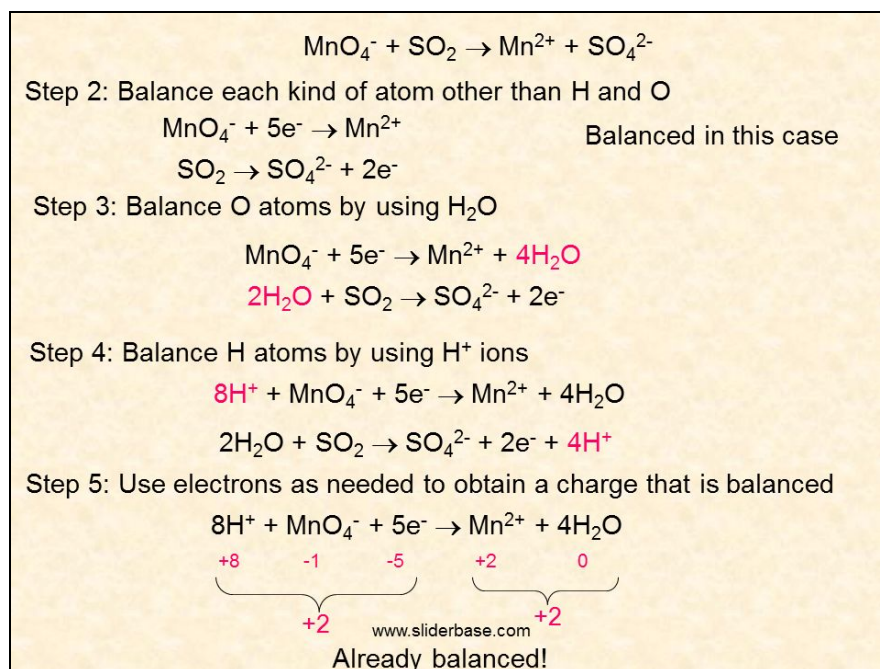 MnO₄⁻ + SO₂ → Mn²⁺ + SO₄²⁻
Step 2: Balance each kind of atom other than H and O
MnO₄⁻ + 5e⁻ → Mn²⁺
Balanced in this case
SO₂ → SO₄²⁻ + 2e⁻
Step 3: Balance O atoms by using H₂O
MnO₄⁻ + 5e⁻ → Mn²⁺ + 4H₂O
2H₂O + SO₂ → SO₄²⁻ + 2e⁻
Step 4: Balance H atoms by using H⁺ ions
8H⁺ + MnO₄⁻ + 5e⁻ → Mn²⁺ + 4H₂O
2H₂O + SO₂ → SO₄²⁻ + 2e⁻ + 4H⁺
Step 5: Use electrons as needed to obtain a charge that is balanced
8H⁺ + MnO₄⁻ + 5e⁻ → Mn²⁺ + 4H₂O
+8 -1 -5 +2 0
+2 +2
www.sliderbase.com
Already balanced!